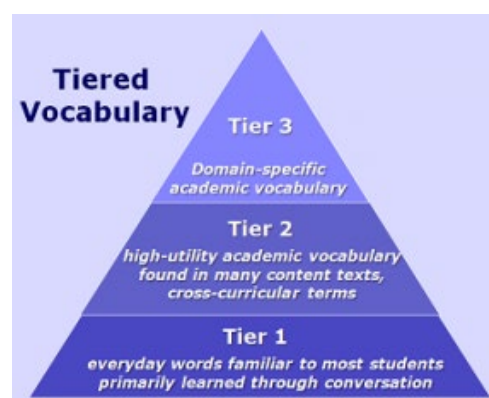 Tiered
Vocabulary
Tier 3
Domain-specific
academic vocabulary
Tier 2
high-utility academic vocabulary
found in many content texts,
cross-curricular terms
Tier 1
everyday words familiar to most students
primarily learned through conversation